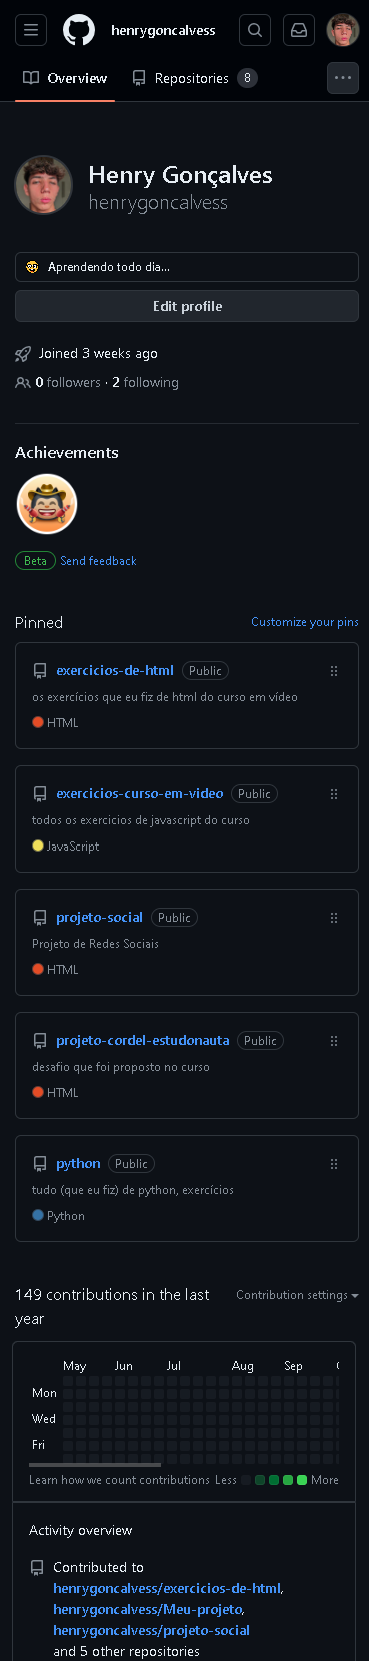 henrygoncalvess
Overview
Repositories 8
Henry Gonçalves
henrygoncalvess
Aprendendo todo dia...
Edit profile
Joined 3 weeks ago
0 followers · 2 following
Achievements
Beta Send feedback
Pinned Customize your pins
exercicios-de-html Public
os exercícios que eu fiz de html do curso em vídeo
HTML
exercicios-curso-em-video Public
todos os exercicios de javascript do curso
JavaScript
projeto-social Public
Projeto de Redes Sociais
HTML
projeto-cordel-estudonauta Public
desafio que foi proposto no curso
HTML
python Public
tudo (que eu fiz) de python, exercícios
Python
149 contributions in the last
year
Contribution settings
May Jun Jul Aug Sep
Mon
Wed
Fri
Learn how we count contributions Less More
Activity overview
Contributed to
henrygoncalvess/exercicios-de-html,
henrygoncalvess/Meu-projeto,
henrygoncalvess/projeto-social
and 5 other repositories